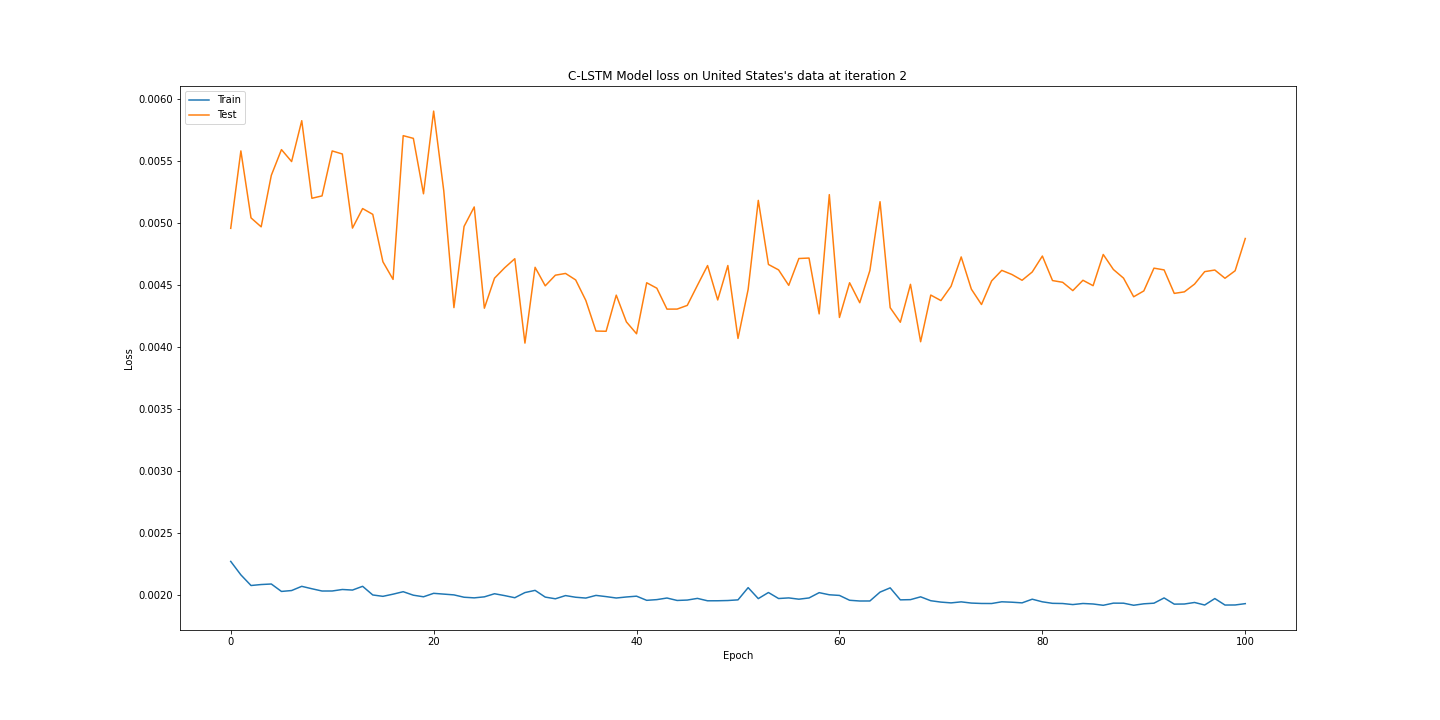 C-LSTM Model loss on United States's data at iteration 2
Train
Test
0.0060
0.0055
0.0050
0.0045
0.0040
0.0035
0.0030
0.0025
0.0020
Loss
0 20 40 60 80 100
Epoch